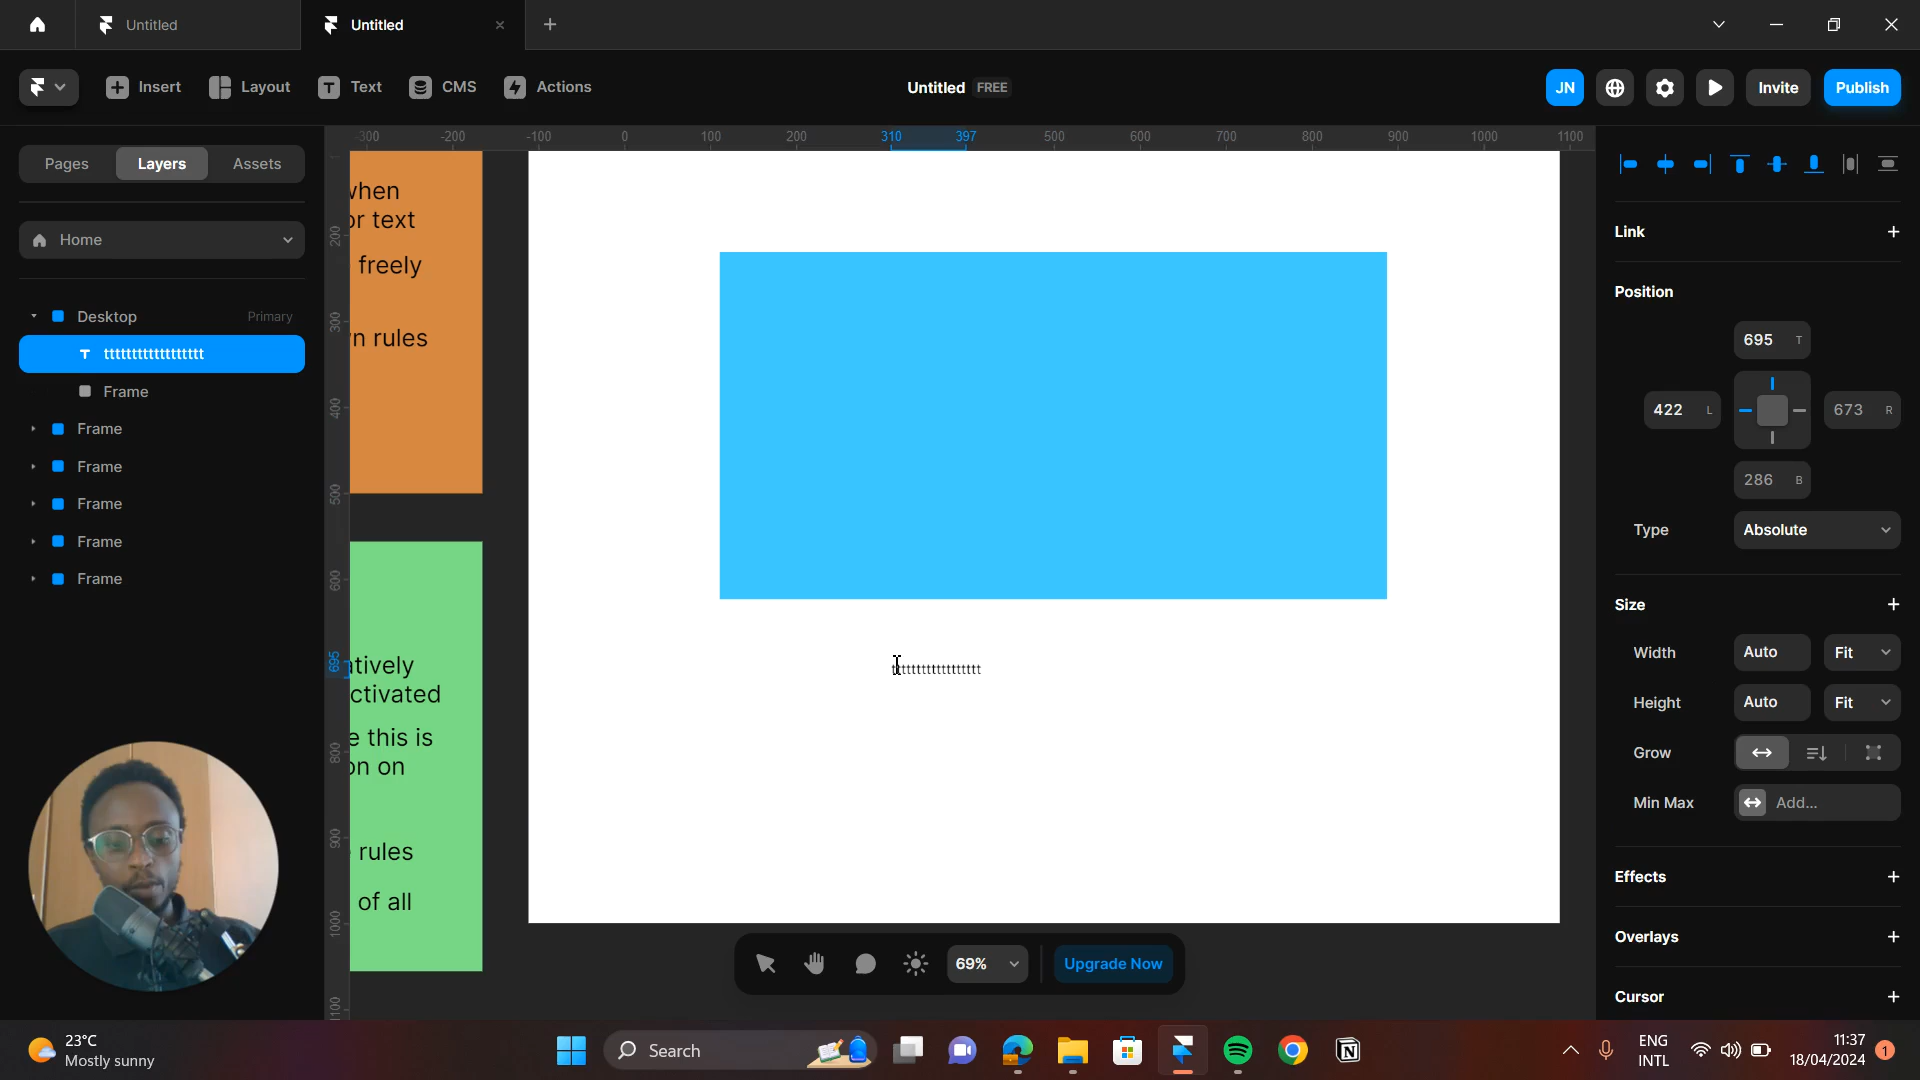 Untitled
Untitled
Insert
Layout
Text
CMS
Actions
Untitled FREE
JN
Invite
Publish
Pages
Layers
Assets
Home
Desktop
Primary
tttttttttttttttttt
Frame
Frame
Frame
Frame
Frame
Frame
-300 -200 -100 0 100 200 310 397 500 600 700 800 900 1000 1100
200
300
400
500
600
695
800
900
1000
1100
when
or text
freely
rules
ctivated
this is
on
rules
of all
tttttttttttttttttt
69%
Upgrade Now
Link
Position
695 T
422 L
673 R
286 B
Type
Absolute
Size
Width
Auto
Fit
Height
Auto
Fit
Grow
Min Max
Add...
Effects
Overlays
Cursor
23°C
Mostly sunny
Search
ENG
INTL
11:37
18/04/2024
1